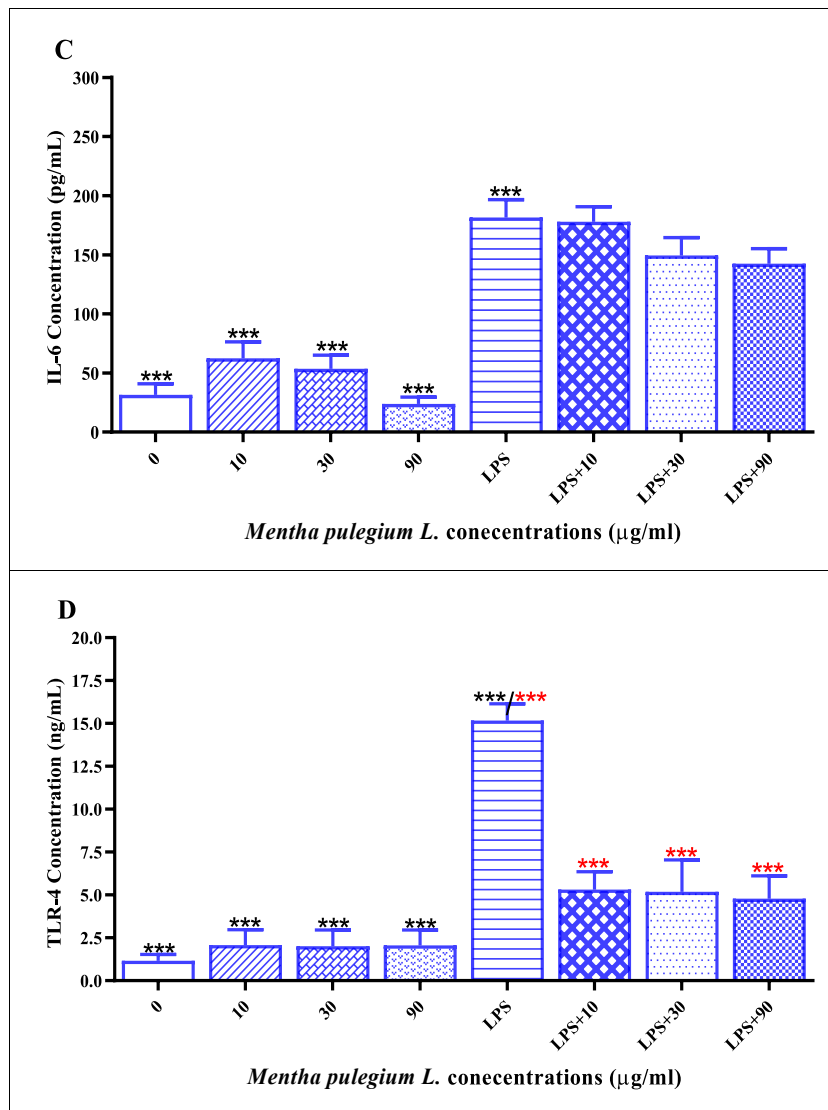 C
IL-6 Concentration (pg/mL)
300
250
200
150
100
50
0
***
***
***
***
***
0
10
30
90
LPS
LPS+10
LPS+30
LPS+90
Mentha pulegium L. conecentrations (μg/ml)
D
TLR-4 Concentration (ng/mL)
20.0
17.5
15.0
12.5
10.0
7.5
5.0
2.5
0.0
***
***
***
***
***/***
***
***
***
0
10
30
90
LPS
LPS+10
LPS+30
LPS+90
Mentha pulegium L. conecentrations (μg/ml)